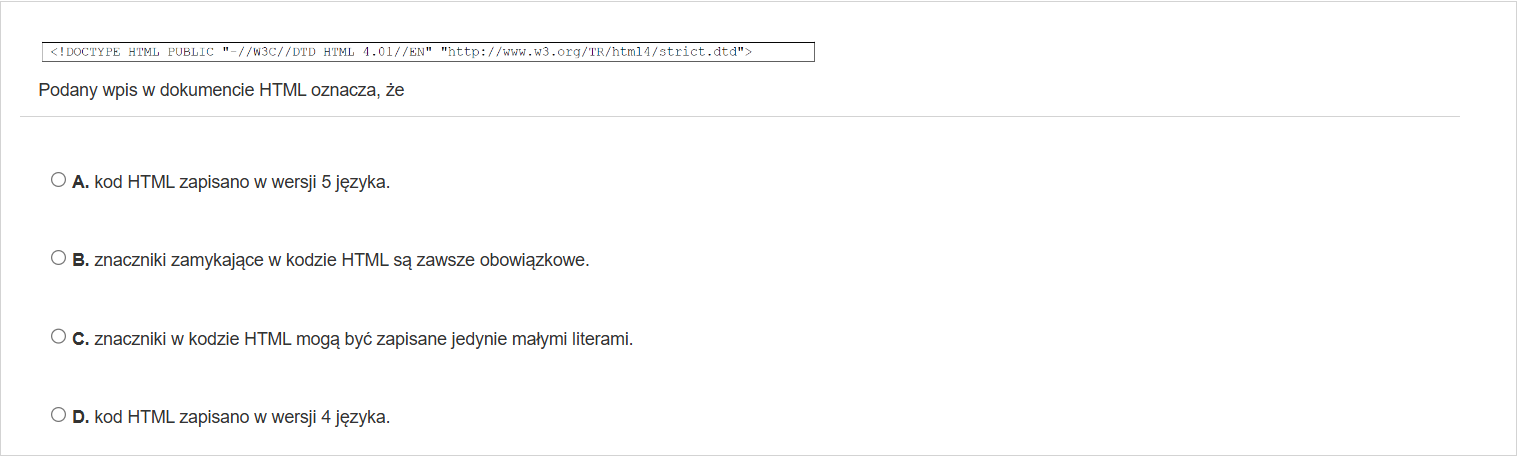 <!DOCTYPE HTML PUBLIC "-//W3C//DTD HTML 4.01//EN" "http://www.w3.org/TR/html4/strict.dtd">
Podany wpis w dokumencie HTML oznacza, że
A. kod HTML zapisano w wersji 5 języka.
B. znaczniki zamykające w kodzie HTML są zawsze obowiązkowe.
C. znaczniki w kodzie HTML mogą być zapisane jedynie małymi literami.
D. kod HTML zapisano w wersji 4 języka.